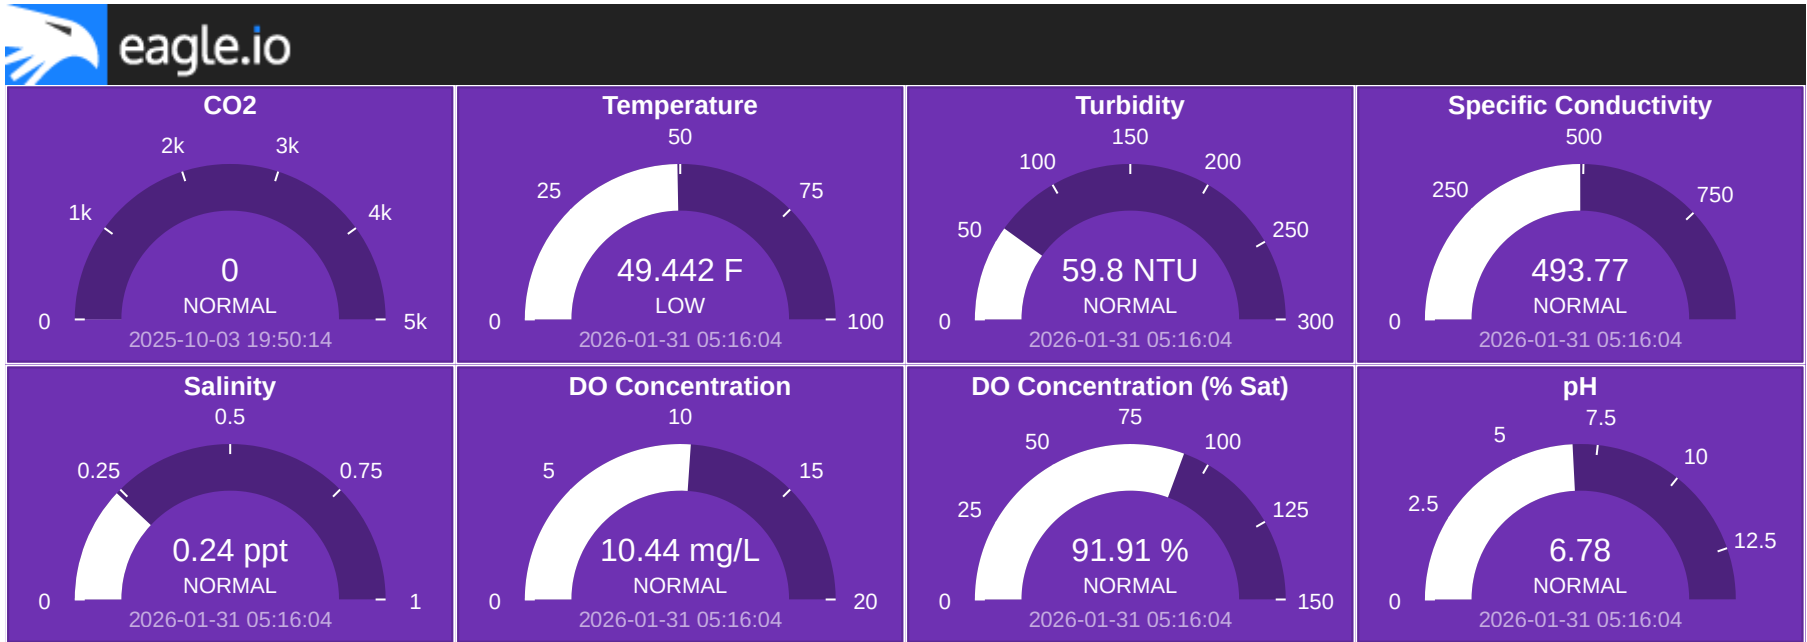 eagle.io
CO2
0
1k
2k
3k
4k
5k
0
NORMAL
2025-10-03 19:50:14
Temperature
0
25
50
75
100
49.442 F
LOW
2026-01-31 05:16:04
Turbidity
0
50
100
150
200
250
300
59.8 NTU
NORMAL
2026-01-31 05:16:04
Specific Conductivity
0
250
500
750
493.77
NORMAL
2026-01-31 05:16:04
Salinity
0
0.25
0.5
0.75
1
0.24 ppt
NORMAL
2026-01-31 05:16:04
DO Concentration
0
5
10
15
20
10.44 mg/L
NORMAL
2026-01-31 05:16:04
DO Concentration (% Sat)
0
25
50
75
100
125
150
91.91 %
NORMAL
2026-01-31 05:16:04
pH
0
2.5
5
7.5
10
12.5
6.78
NORMAL
2026-01-31 05:16:04